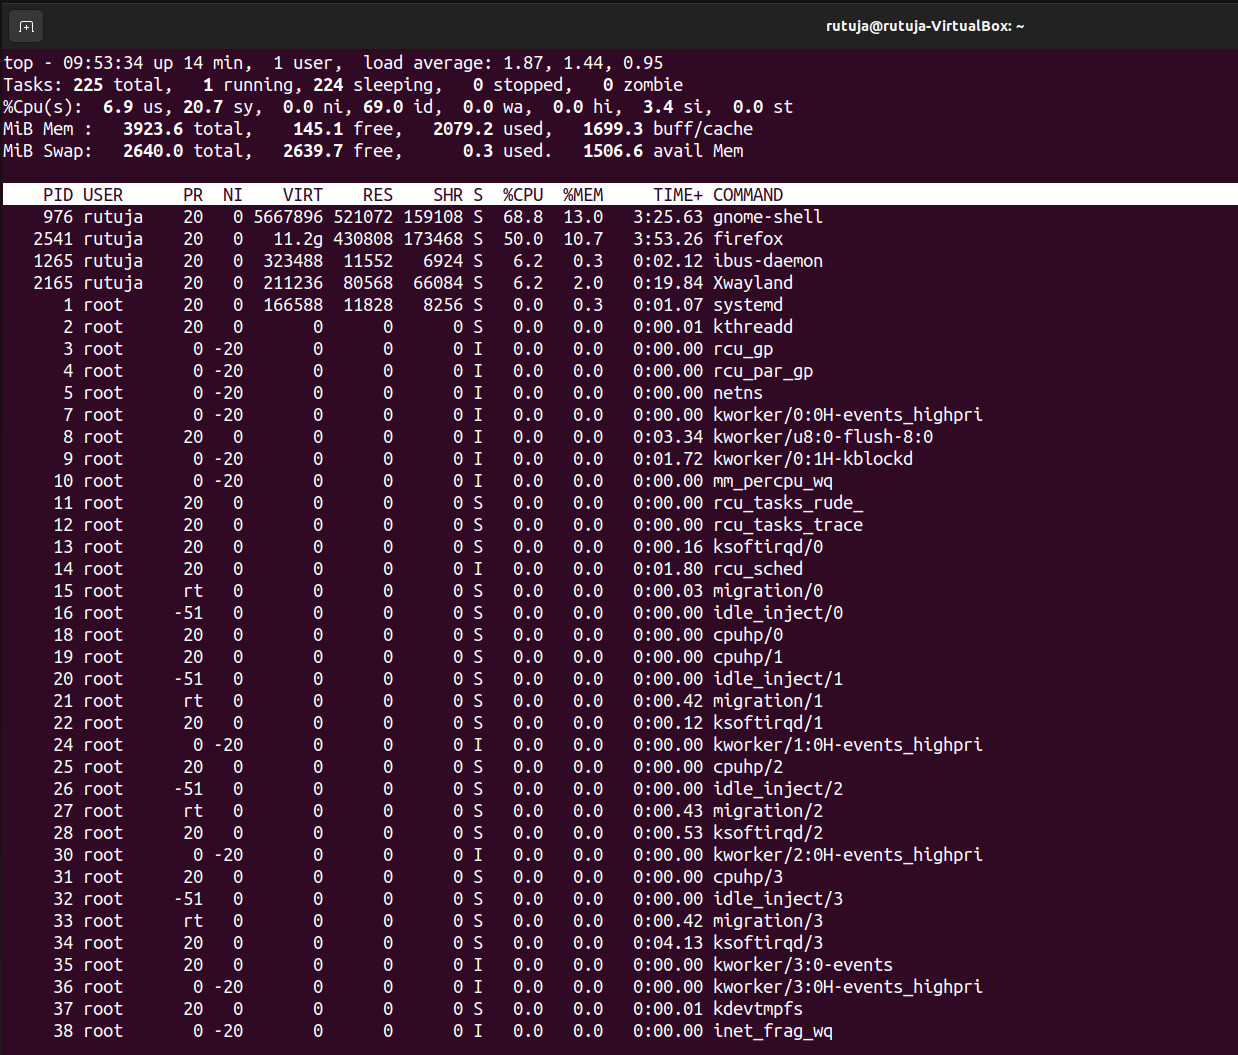 rutuja@rutuja-VirtualBox: ~
top - 09:53:34 up 14 min,  1 user,  load average: 1.87, 1.44, 0.95
Tasks: 225 total,   1 running, 224 sleeping,   0 stopped,   0 zombie
%Cpu(s):  6.9 us, 20.7 sy,  0.0 ni, 69.0 id,  0.0 wa,  0.0 hi,  3.4 si,  0.0 st
MiB Mem :   3923.6 total,    145.1 free,   2079.2 used,   1699.3 buff/cache
MiB Swap:   2640.0 total,   2639.7 free,      0.3 used.   1506.6 avail Mem
    PID USER      PR  NI    VIRT    RES    SHR S  %CPU  %MEM     TIME+ COMMAND
    976 rutuja    20   0 5667896 521072 159108 S  68.8  13.0   3:25.63 gnome-shell
   2541 rutuja    20   0   11.2g 430808 173468 S  50.0  10.7   3:53.26 firefox
   1265 rutuja    20   0  323488  11552   6924 S   6.2   0.3   0:02.12 ibus-daemon
   2165 rutuja    20   0  211236  80568  66084 S   6.2   2.0   0:19.84 Xwayland
      1 root      20   0  166588  11828   8256 S   0.0   0.3   0:01.07 systemd
      2 root      20   0       0      0      0 S   0.0   0.0   0:00.01 kthreadd
      3 root       0 -20       0      0      0 I   0.0   0.0   0:00.00 rcu_gp
      4 root       0 -20       0      0      0 I   0.0   0.0   0:00.00 rcu_par_gp
      5 root       0 -20       0      0      0 I   0.0   0.0   0:00.00 netns
      7 root       0 -20       0      0      0 I   0.0   0.0   0:00.00 kworker/0:0H-events_highpri
      8 root      20   0       0      0      0 I   0.0   0.0   0:03.34 kworker/u8:0-flush-8:0
      9 root       0 -20       0      0      0 I   0.0   0.0   0:01.72 kworker/0:1H-kblockd
     10 root       0 -20       0      0      0 I   0.0   0.0   0:00.00 mm_percpu_wq
     11 root      20   0       0      0      0 S   0.0   0.0   0:00.00 rcu_tasks_rude_
     12 root      20   0       0      0      0 S   0.0   0.0   0:00.00 rcu_tasks_trace
     13 root      20   0       0      0      0 S   0.0   0.0   0:00.16 ksoftirqd/0
     14 root      20   0       0      0      0 I   0.0   0.0   0:01.80 rcu_sched
     15 root      rt   0       0      0      0 S   0.0   0.0   0:00.03 migration/0
     16 root     -51   0       0      0      0 S   0.0   0.0   0:00.00 idle_inject/0
     18 root      20   0       0      0      0 S   0.0   0.0   0:00.00 cpuhp/0
     19 root      20   0       0      0      0 S   0.0   0.0   0:00.00 cpuhp/1
     20 root     -51   0       0      0      0 S   0.0   0.0   0:00.00 idle_inject/1
     21 root      rt   0       0      0      0 S   0.0   0.0   0:00.42 migration/1
     22 root      20   0       0      0      0 S   0.0   0.0   0:00.12 ksoftirqd/1
     24 root       0 -20       0      0      0 I   0.0   0.0   0:00.00 kworker/1:0H-events_highpri
     25 root      20   0       0      0      0 S   0.0   0.0   0:00.00 cpuhp/2
     26 root     -51   0       0      0      0 S   0.0   0.0   0:00.00 idle_inject/2
     27 root      rt   0       0      0      0 S   0.0   0.0   0:00.43 migration/2
     28 root      20   0       0      0      0 S   0.0   0.0   0:00.53 ksoftirqd/2
     30 root       0 -20       0      0      0 I   0.0   0.0   0:00.00 kworker/2:0H-events_highpri
     31 root      20   0       0      0      0 S   0.0   0.0   0:00.00 cpuhp/3
     32 root     -51   0       0      0      0 S   0.0   0.0   0:00.00 idle_inject/3
     33 root      rt   0       0      0      0 S   0.0   0.0   0:00.42 migration/3
     34 root      20   0       0      0      0 S   0.0   0.0   0:04.13 ksoftirqd/3
     35 root      20   0       0      0      0 I   0.0   0.0   0:00.00 kworker/3:0-events
     36 root       0 -20       0      0      0 I   0.0   0.0   0:00.00 kworker/3:0H-events_highpri
     37 root      20   0       0      0      0 S   0.0   0.0   0:00.01 kdevtmpfs
     38 root       0 -20       0      0      0 I   0.0   0.0   0:00.00 inet_frag_wq